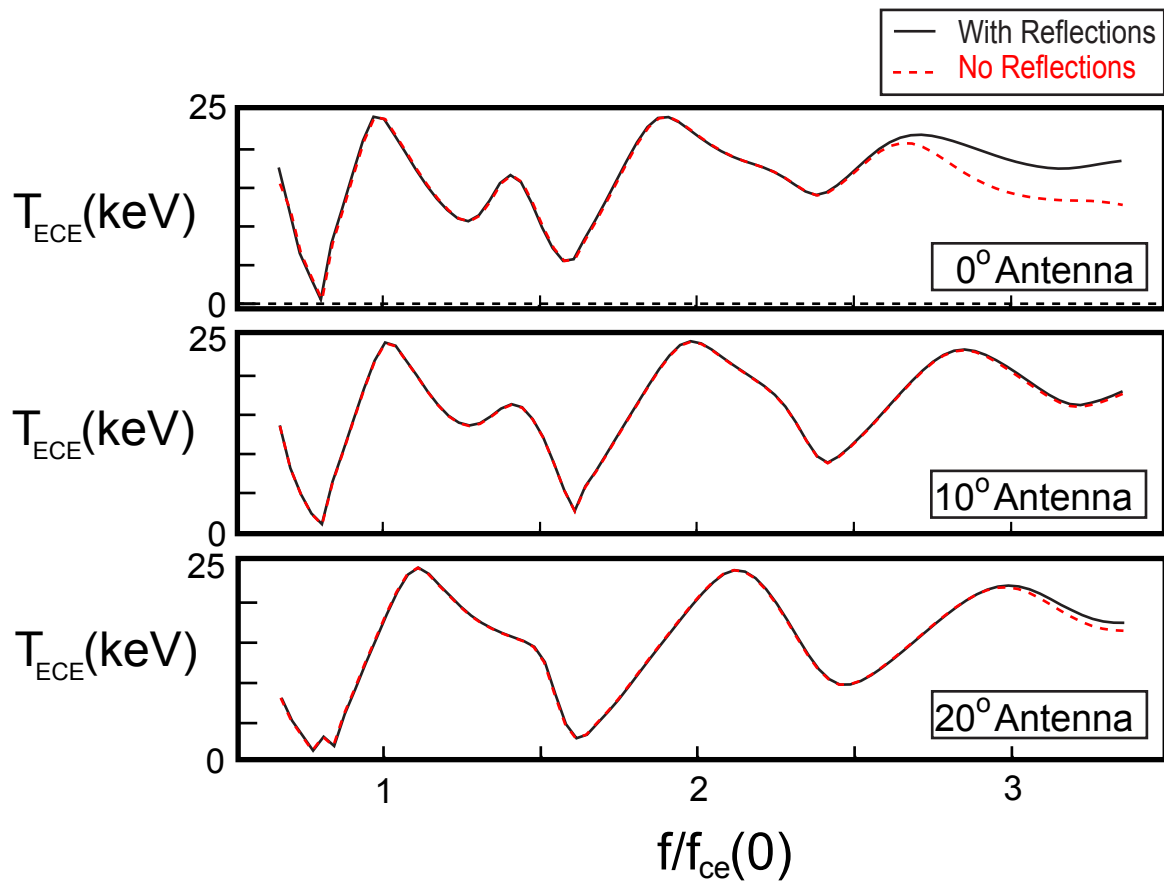 With Reflections
No Reflections
25
T_ECE(keV)
0
0° Antenna
25
T_ECE(keV)
0
10° Antenna
25
T_ECE(keV)
0
20° Antenna
1 2 3
f/f_ce(0)